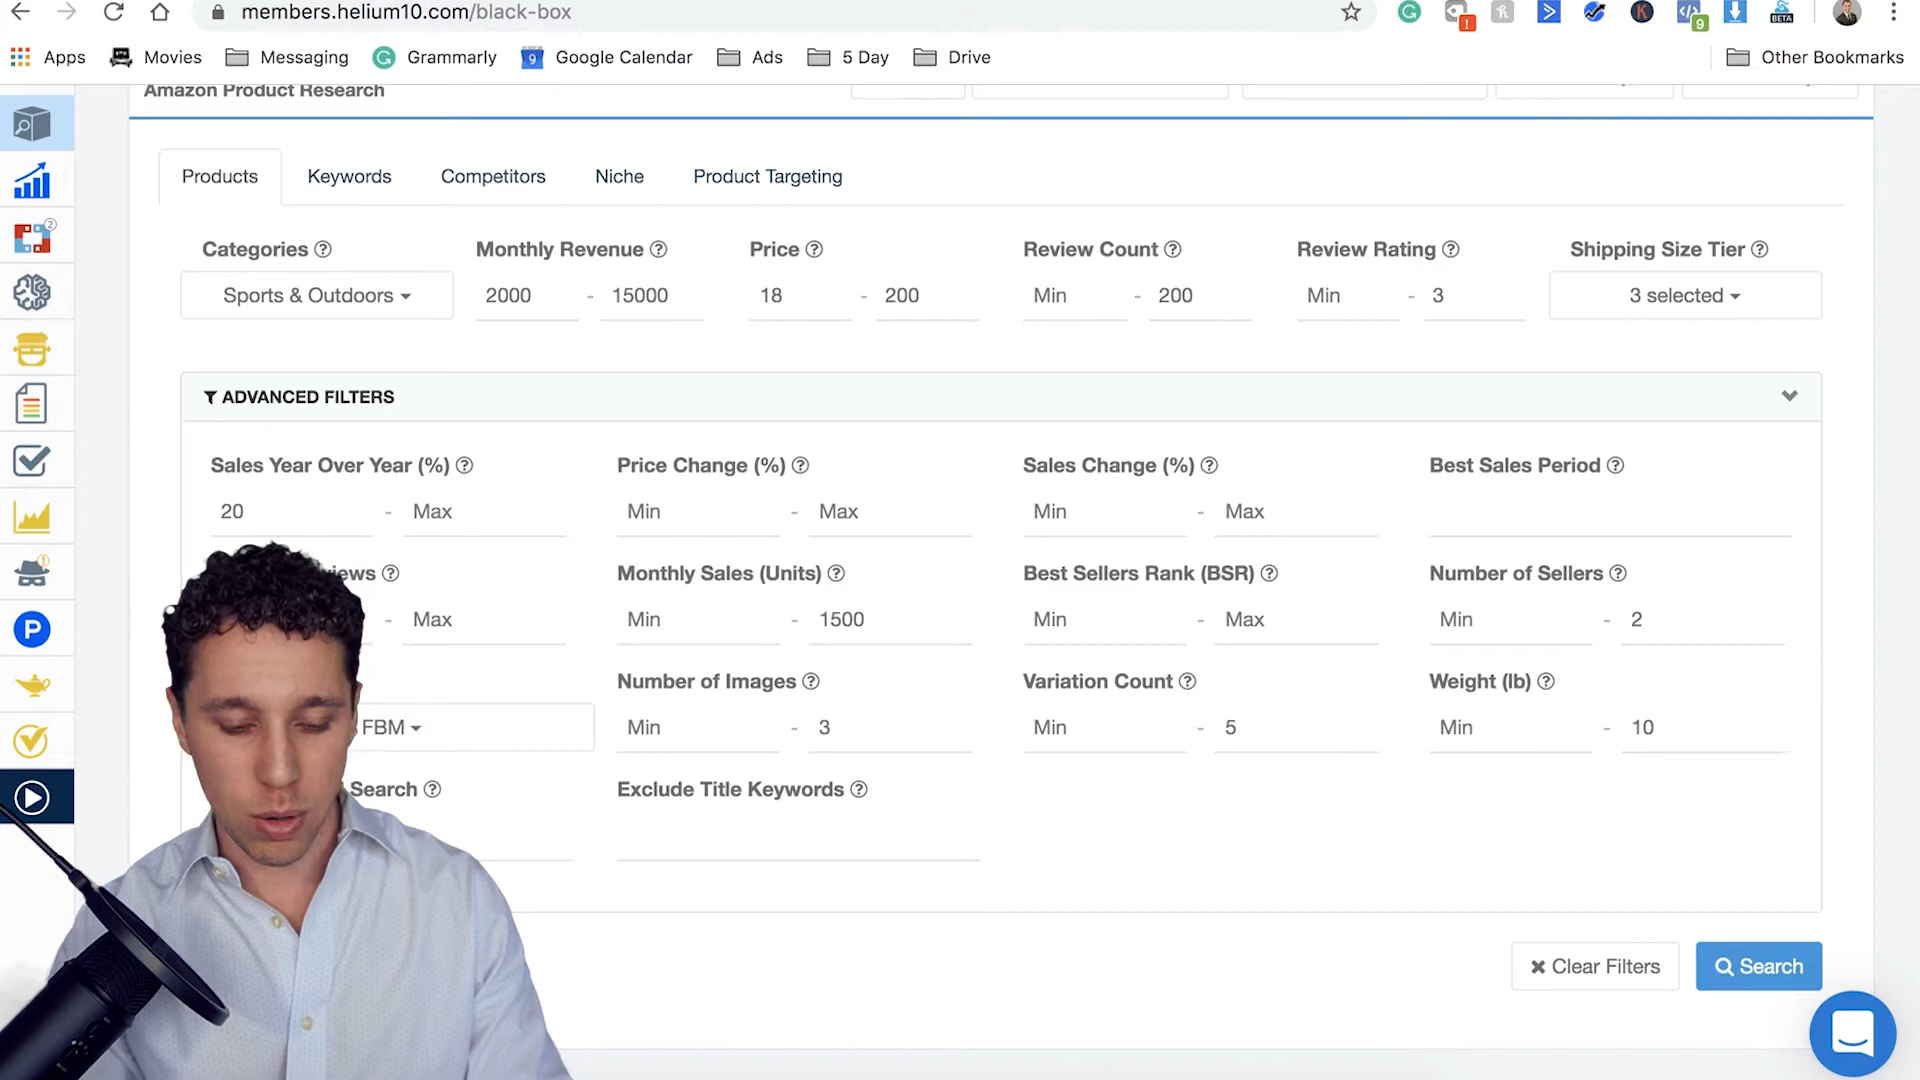 members.helium10.com/black-box
9
BETA
Apps
Movies
Messaging
Grammarly
9 Google Calendar
Ads
5 Day
Drive
Other Bookmarks
Amazon Product Research
Products
Keywords
Competitors
Niche
Product Targeting
Categories
Monthly Revenue
Price
Review Count
Review Rating
Shipping Size Tier
Sports & Outdoors
2000 - 15000
18 - 200
Min - 200
Min - 3
3 selected
ADVANCED FILTERS
Sales Year Over Year (%)
Price Change (%)
Sales Change (%)
Best Sales Period
20 - Max
Min - Max
Min - Max
Monthly Sales (Units)
Best Sellers Rank (BSR)
Number of Sellers
- Max
Min - 1500
Min - Max
Min - 2
Number of Images
Variation Count
Weight (lb)
FBM
Min - 3
Min - 5
Min - 10
Search
Exclude Title Keywords
Clear Filters
Search
2
P